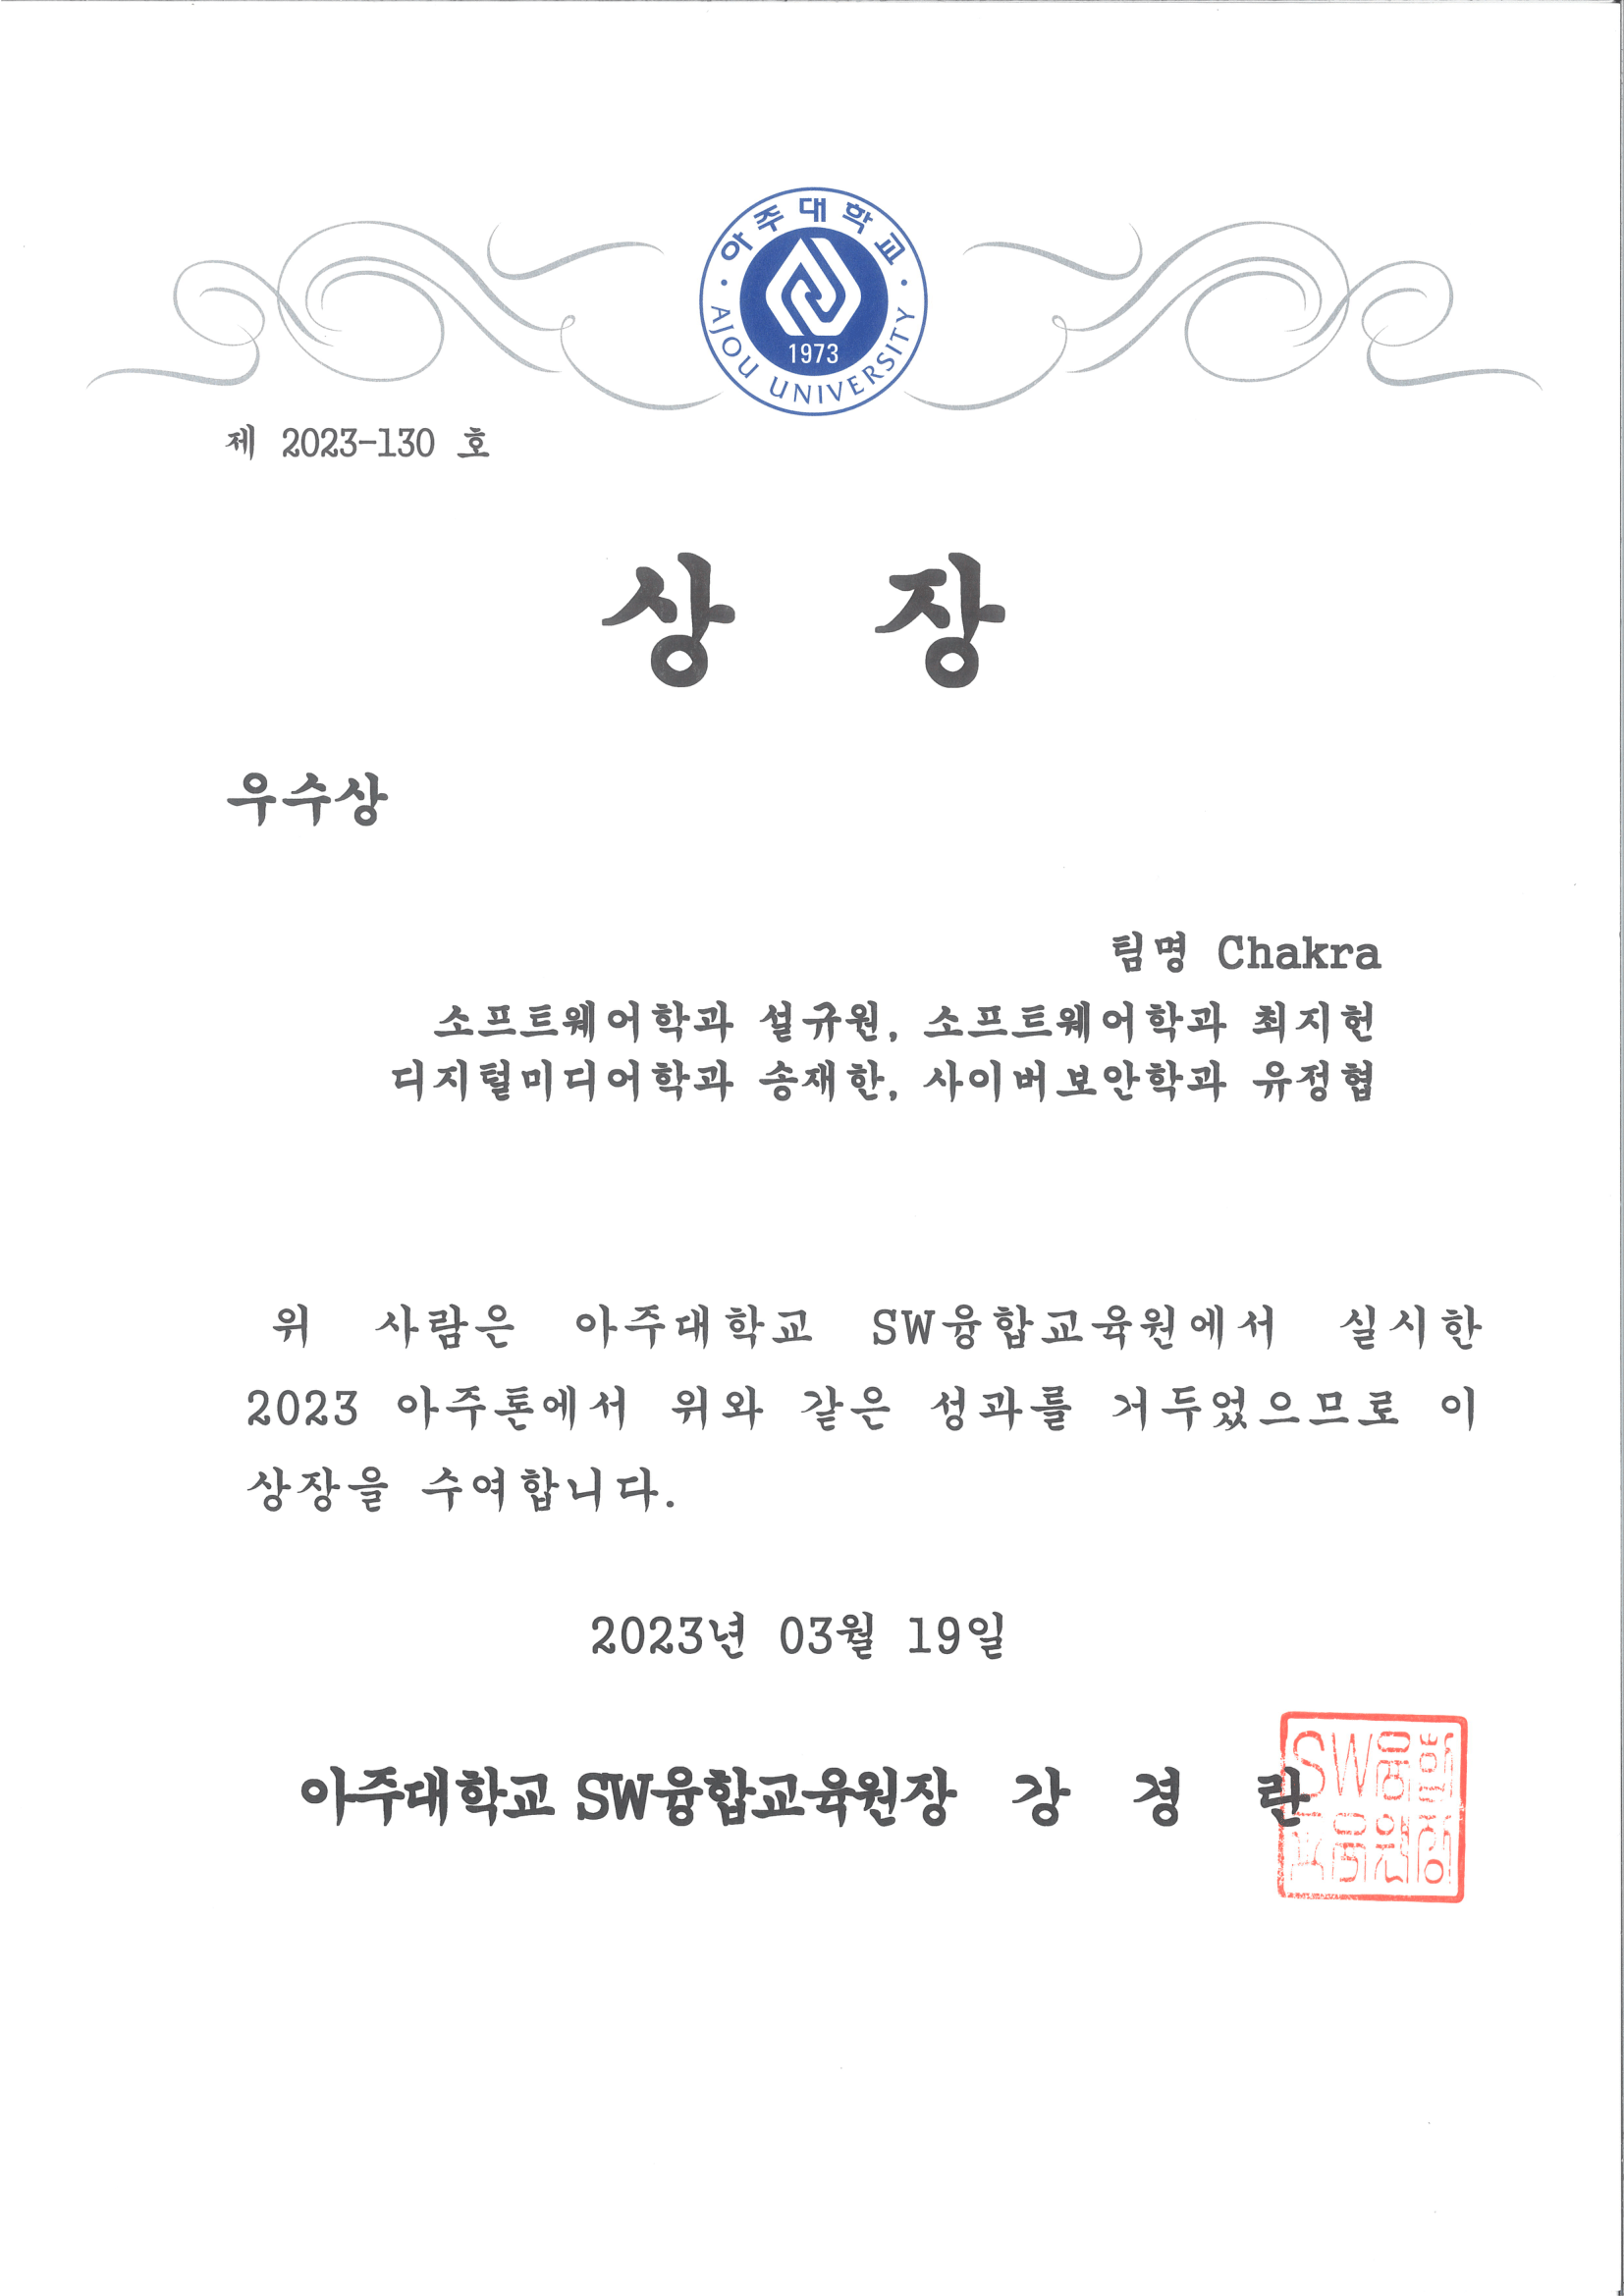 아주대학교
1973
AJOU UNIVERSITY
제 2023-130 호
상 장
우수상
팀명 Chakra
소프트웨어학과 설규원, 소프트웨어학과 최지헌
디지털미디어학과 송재한, 사이버보안학과 유정협
위 사람은 아주대학교 SW융합교육원에서 실시한
2023 아주톤에서 위와 같은 성과를 거두었으므로 이
상장을 수여합니다.
2023년 03월 19일
아주대학교 SW융합교육원장 강 경 란
SW융합
교육원장